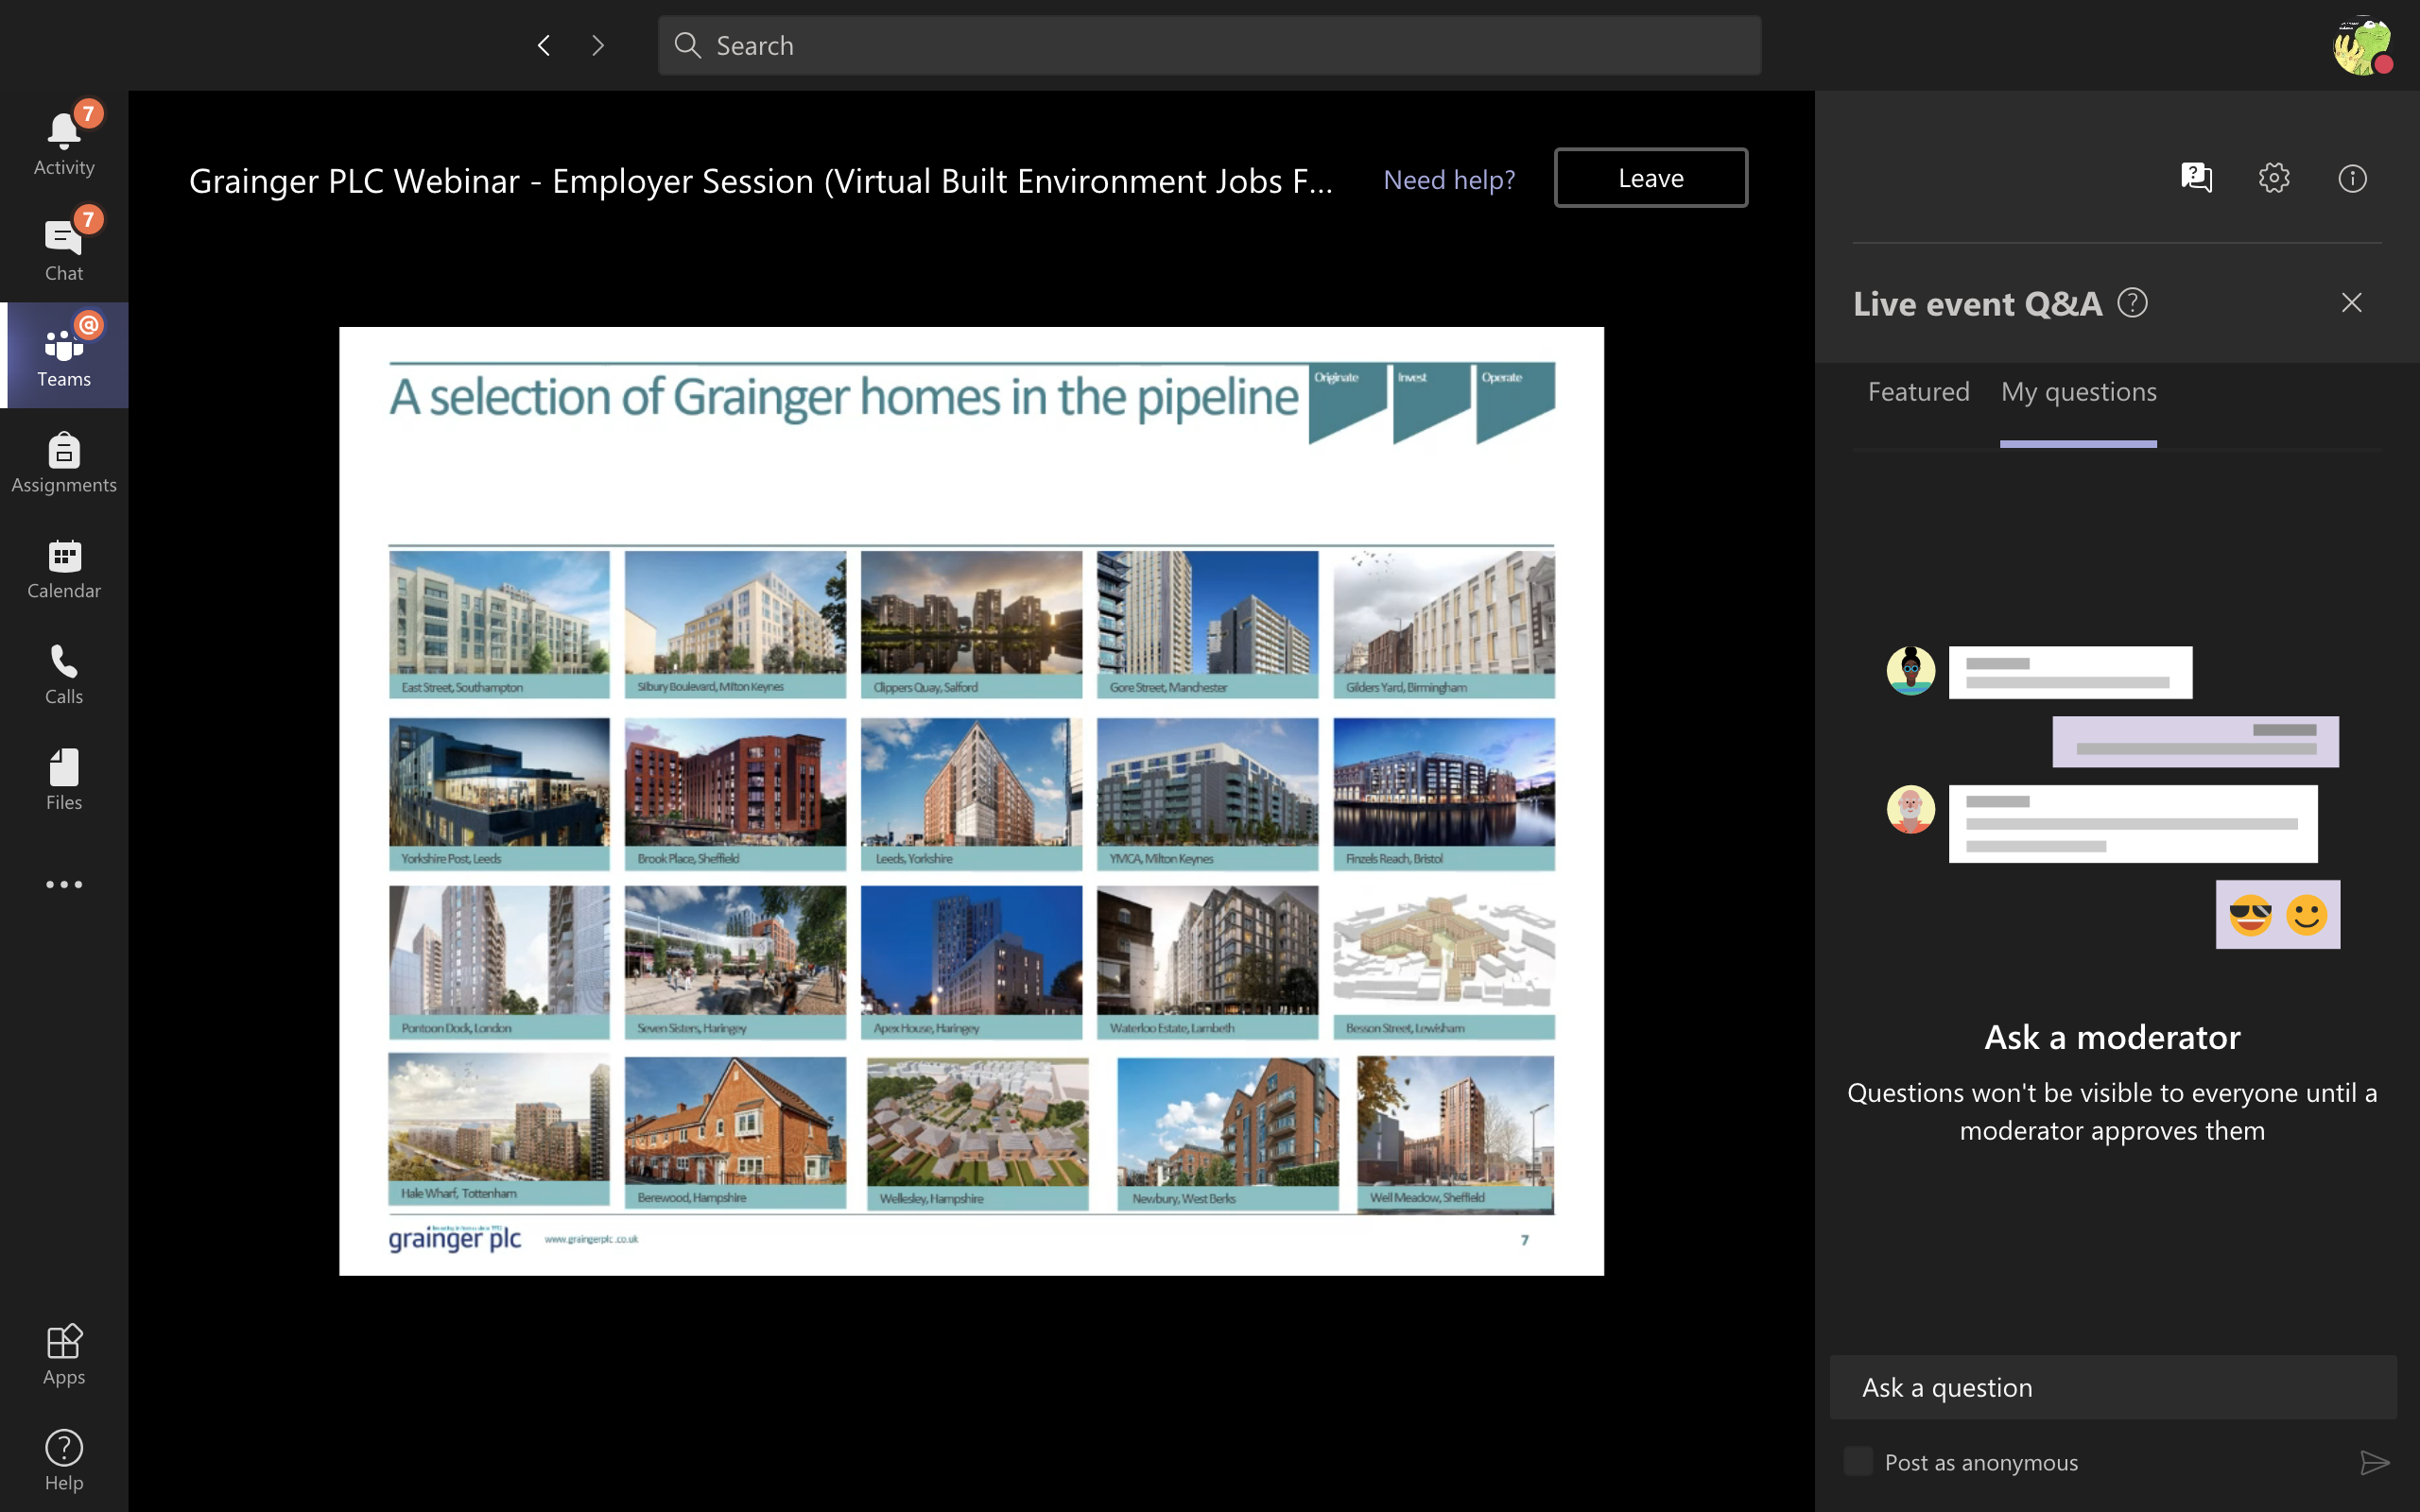 Search
7
Activity
7
Chat
@
Teams
Assignments
Calendar
Calls
Files
Apps
Help
Grainger PLC Webinar - Employer Session (Virtual Built Environment Jobs F...
Need help?
Leave
A selection of Grainger homes in the pipeline
Originate
Invest
Operate
East Street, Southampton
Silbury Boulevard, Milton Keynes
Clippers Quay, Salford
Gore Street, Manchester
Gilders Yard, Birmingham
Yorkshire Post, Leeds
Brook Place, Sheffield
Leeds, Yorkshire
YMCA, Milton Keynes
Finzels Reach, Bristol
Pontoon Dock, London
Seven Sisters, Haringey
Apex House, Haringey
Waterloo Estate, Lambeth
Besson Street, Lewisham
Hale Wharf, Tottenham
Berewood, Hampshire
Wellesley, Hampshire
Newbury, West Berks
Well Meadow, Sheffield
grainger plc
www.graingerplc.co.uk
7
Live event Q&A
Featured
My questions
Ask a moderator
Questions won't be visible to everyone until a
moderator approves them
Ask a question
Post as anonymous